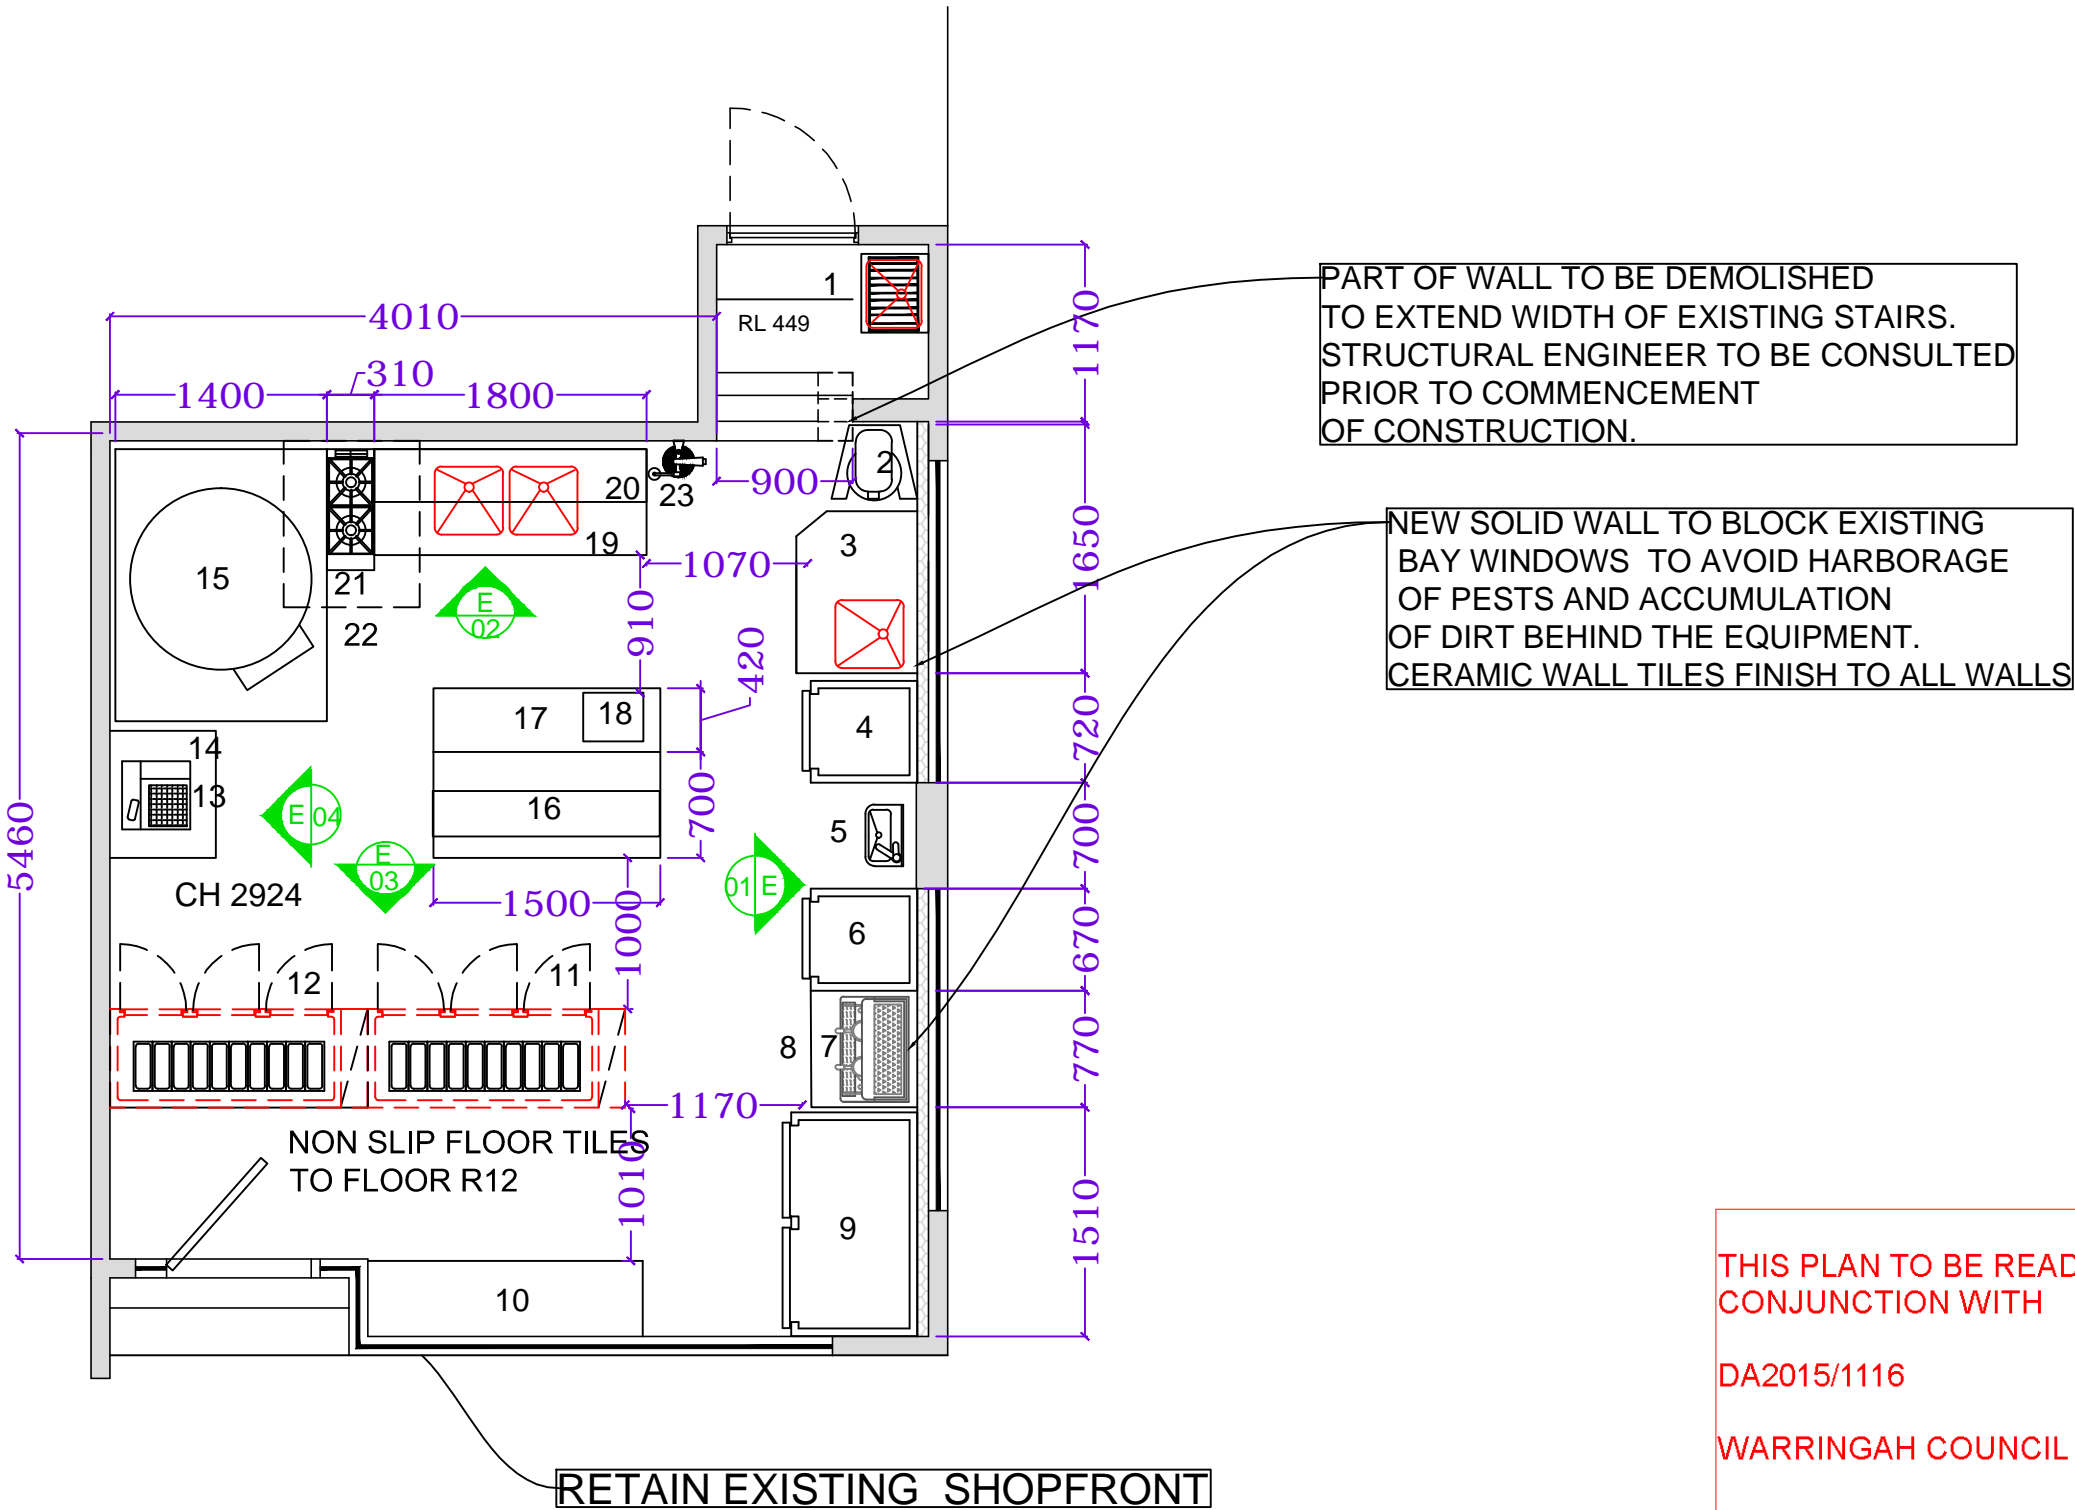 1
RL 449
4010
310
1400
1800
1170
PART OF WALL TO BE DEMOLISHED
TO EXTEND WIDTH OF EXISTING STAIRS.
STRUCTURAL ENGINEER TO BE CONSULTED
PRIOR TO COMMENCEMENT
OF CONSTRUCTION.
2
900
20
23
19
3
1070
1650
NEW SOLID WALL TO BLOCK EXISTING
BAY WINDOWS TO AVOID HARBORAGE
OF PESTS AND ACCUMULATION
OF DIRT BEHIND THE EQUIPMENT.
CERAMIC WALL TILES FINISH TO ALL WALLS
15
21
22
E
02
910
420
17
18
4
720
14
13
E 04
16
700
5
700
5460
E
03
CH 2924
1500
01 E
1000
6
670
12
11
8
7
770
1170
NON SLIP FLOOR TILES
TO FLOOR R12
1010
9
1510
10
THIS PLAN TO BE READ
CONJUNCTION WITH
DA2015/1116
WARRINGAH COUNCIL
RETAIN EXISTING SHOPFRONT